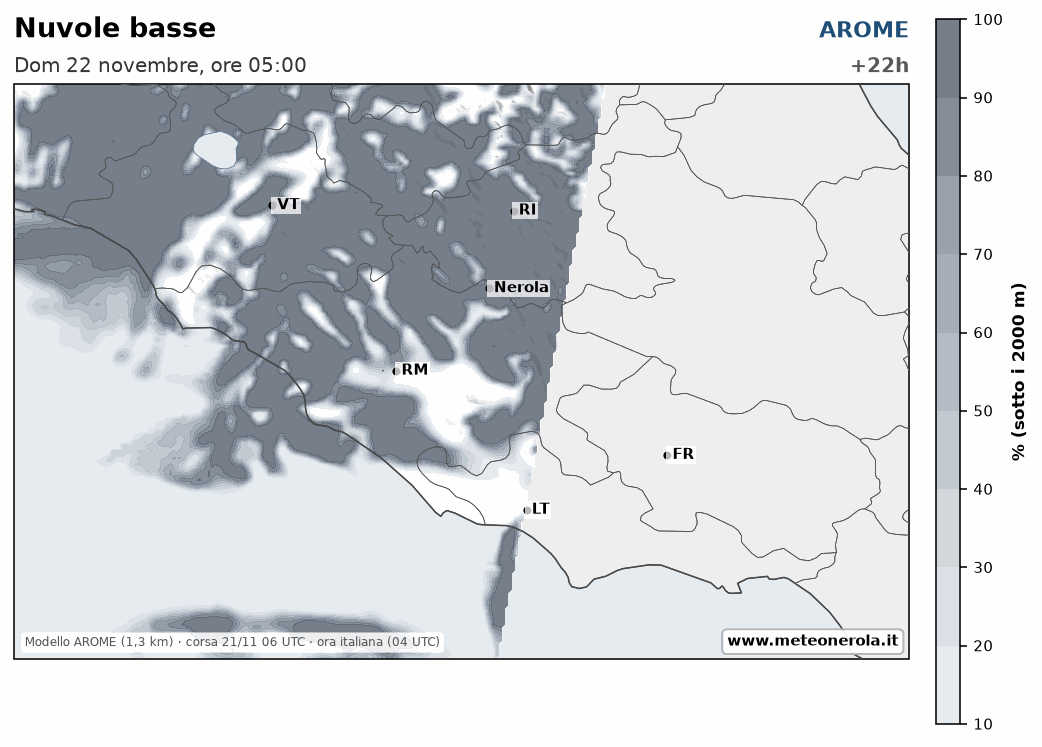 Nuvole basse
AROME
Dom 22 novembre, ore 05:00
+22h
VT
RI
Nerola
RM
FR
LT
Modello AROME (1,3 km) · corsa 21/11 06 UTC · ora italiana (04 UTC)
www.meteonerola.it
100
90
80
70
60
50
40
30
20
10
% (sotto i 2000 m)